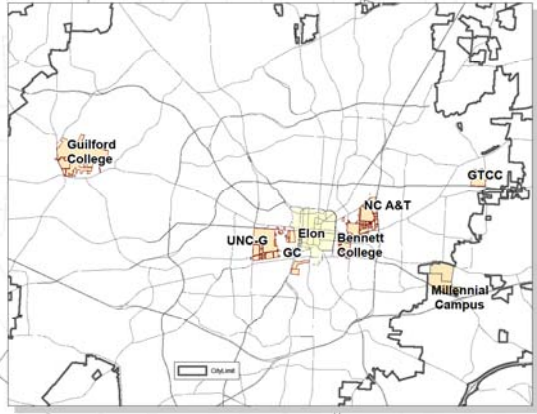 Guilford
College
GTCC
NC A&T
UNC-G
Elon
Bennett
College
GC
Millennial
Campus
CityLimit